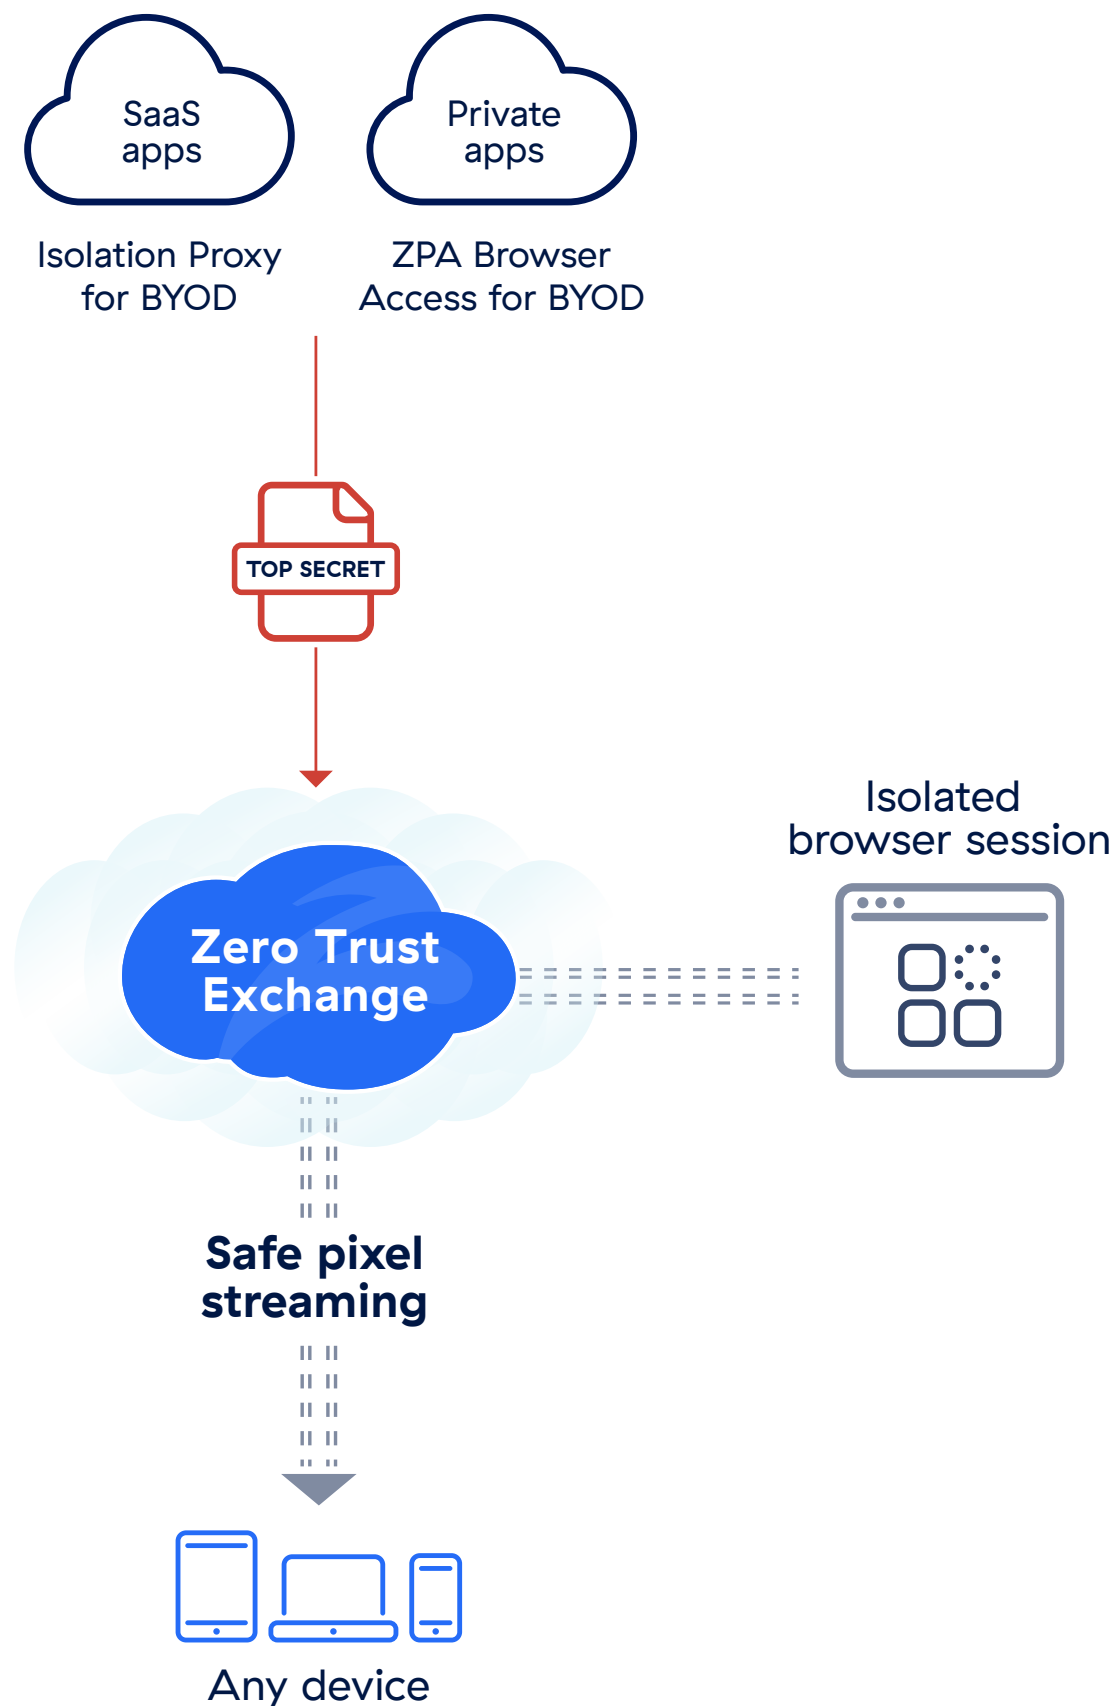 SaaS
apps
Isolation Proxy
for BYOD
Private
apps
ZPA Browser
Access for BYOD
TOP SECRET
Zero Trust
Exchange
Isolated
browser session
Safe pixel
streaming
Any device